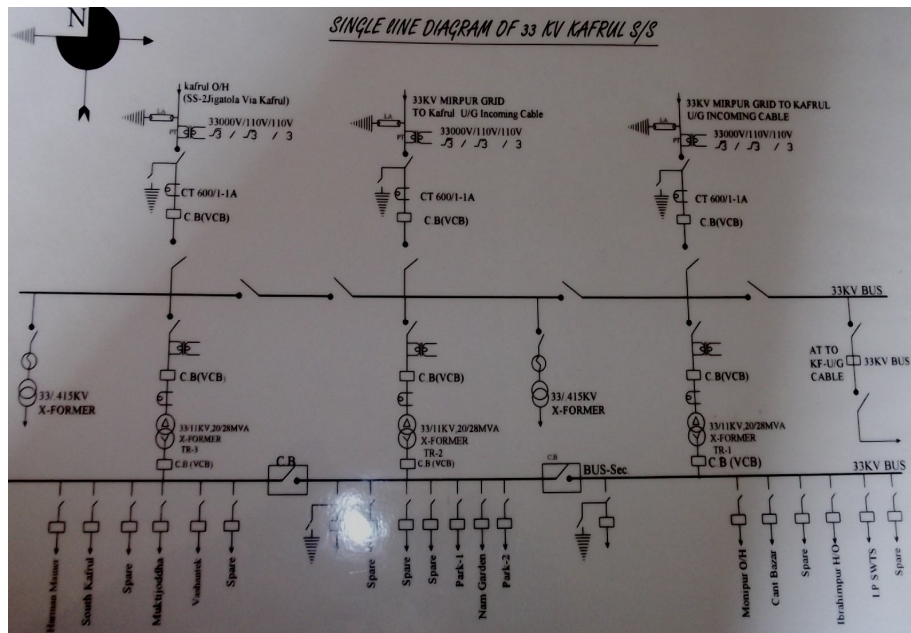 SINGLE LINE DIAGRAM OF 33 KV KAFRUL S/S
N
kafrul O/H
(SS-2Jigatola Via Kafrul)
LA
33000V/110V/110V
PT
√3 / √3 / 3
CT 600/1-1A
C.B(VCB)
33KV MIRPUR GRID
TO Kafrul U/G Incoming Cable
LA
33000V/110V/110V
PT
√3 / √3 / 3
CT 600/1-1A
C.B(VCB)
33KV MIRPUR GRID TO KAFRUL
U/G INCOMING CABLE
LA
33000V/110V/110V
PT
√3 / √3 / 3
CT 600/1-1A
C.B(VCB)
33KV BUS
33/.415KV
X-FORMER
C.B(VCB)
33/11KV,20/28MVA
X-FORMER
TR-3
C.B (VCB)
C.B(VCB)
33/11KV,20/28MVA
X-FORMER
TR-2
C.B (VCB)
33/.415KV
X-FORMER
C.B(VCB)
33/11KV,20/28MVA
X-FORMER
TR-1
C.B (VCB)
AT TO
KF-U/G
CABLE
33KV BUS
C.B
C.B
BUS-Sec
33KV BUS
South Kafrul
Spare
Muktijoddha
Spare
Spare
Spare
Spare
Park-1
Nam Garden
Park-2
Monipur O/H
Cant Bazar
Spare
Ibrahimpur H/O
I.P SWTS
Spare